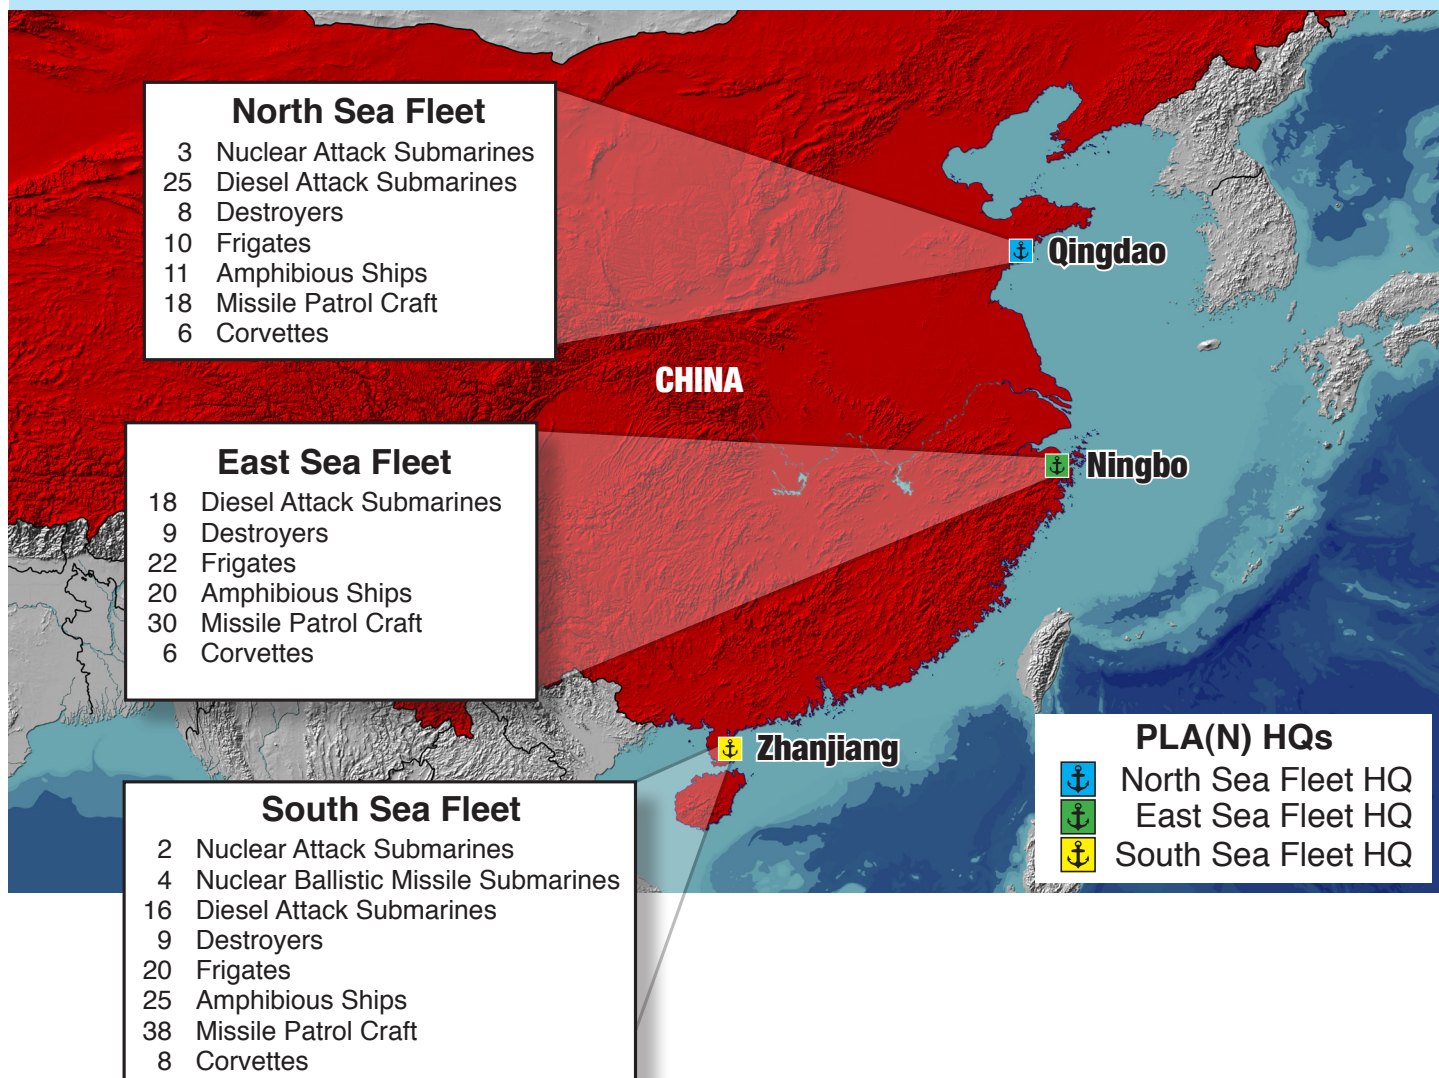 North Sea Fleet
3 Nuclear Attack Submarines
25 Diesel Attack Submarines
8 Destroyers
10 Frigates
11 Amphibious Ships
18 Missile Patrol Craft
6 Corvettes
Qingdao
CHINA
East Sea Fleet
18 Diesel Attack Submarines
9 Destroyers
22 Frigates
20 Amphibious Ships
30 Missile Patrol Craft
6 Corvettes
Ningbo
Zhanjiang
South Sea Fleet
2 Nuclear Attack Submarines
4 Nuclear Ballistic Missile Submarines
16 Diesel Attack Submarines
9 Destroyers
20 Frigates
25 Amphibious Ships
38 Missile Patrol Craft
8 Corvettes
PLA(N) HQs
North Sea Fleet HQ
East Sea Fleet HQ
South Sea Fleet HQ